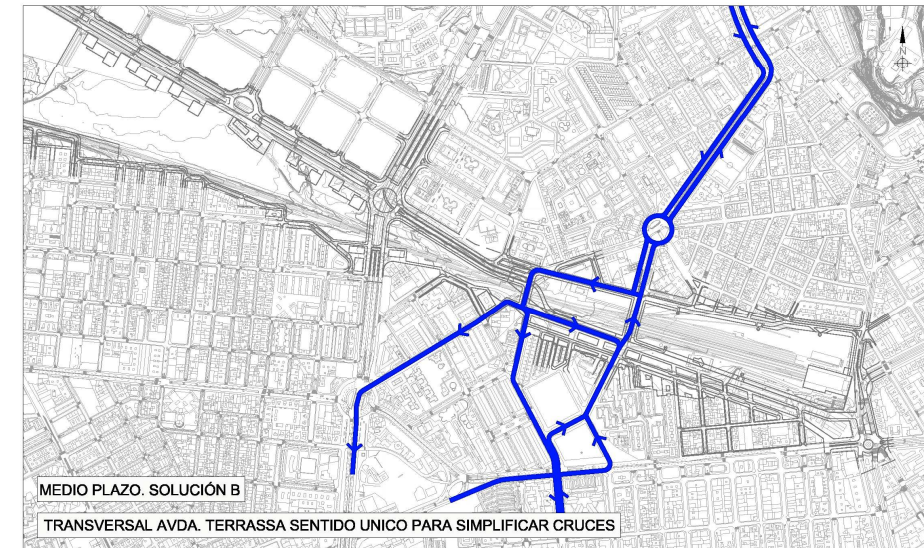 N
MEDIO PLAZO. SOLUCIÓN B
TRANSVERSAL AVDA. TERRASSA SENTIDO UNICO PARA SIMPLIFICAR CRUCES